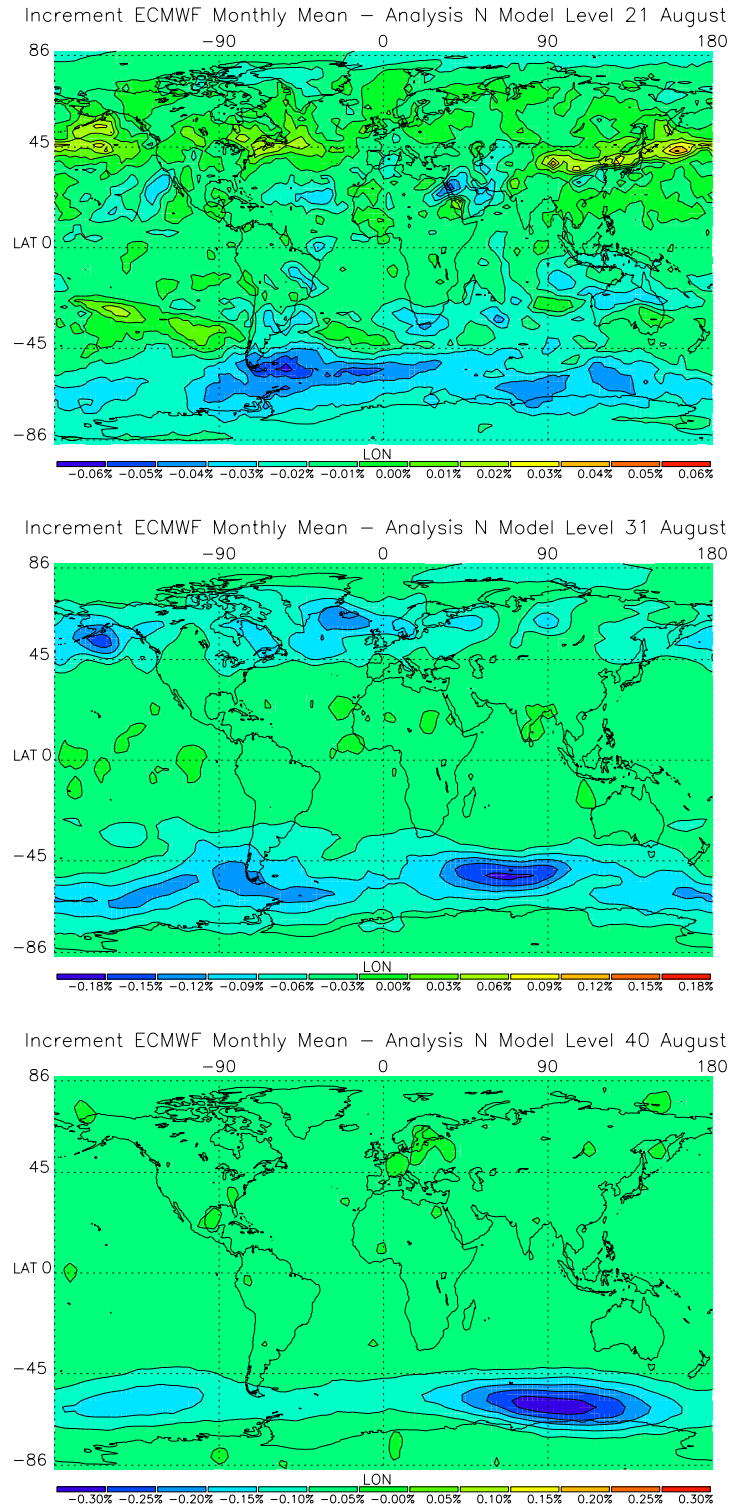 Increment ECMWF Monthly Mean – Analysis N Model Level 21 August
−90 0 90 180
86
45
LAT 0
−45
−86
LON
−0.06% −0.05% −0.04% −0.03% −0.02% −0.01% 0.00% 0.01% 0.02% 0.03% 0.04% 0.05% 0.06%
Increment ECMWF Monthly Mean – Analysis N Model Level 31 August
−90 0 90 180
86
45
LAT 0
−45
−86
LON
−0.18% −0.15% −0.12% −0.09% −0.06% −0.03% 0.00% 0.03% 0.06% 0.09% 0.12% 0.15% 0.18%
Increment ECMWF Monthly Mean – Analysis N Model Level 40 August
−90 0 90 180
86
45
LAT 0
−45
−86
LON
−0.30% −0.25% −0.20% −0.15% −0.10% −0.05% −0.00% 0.05% 0.10% 0.15% 0.20% 0.25% 0.30%